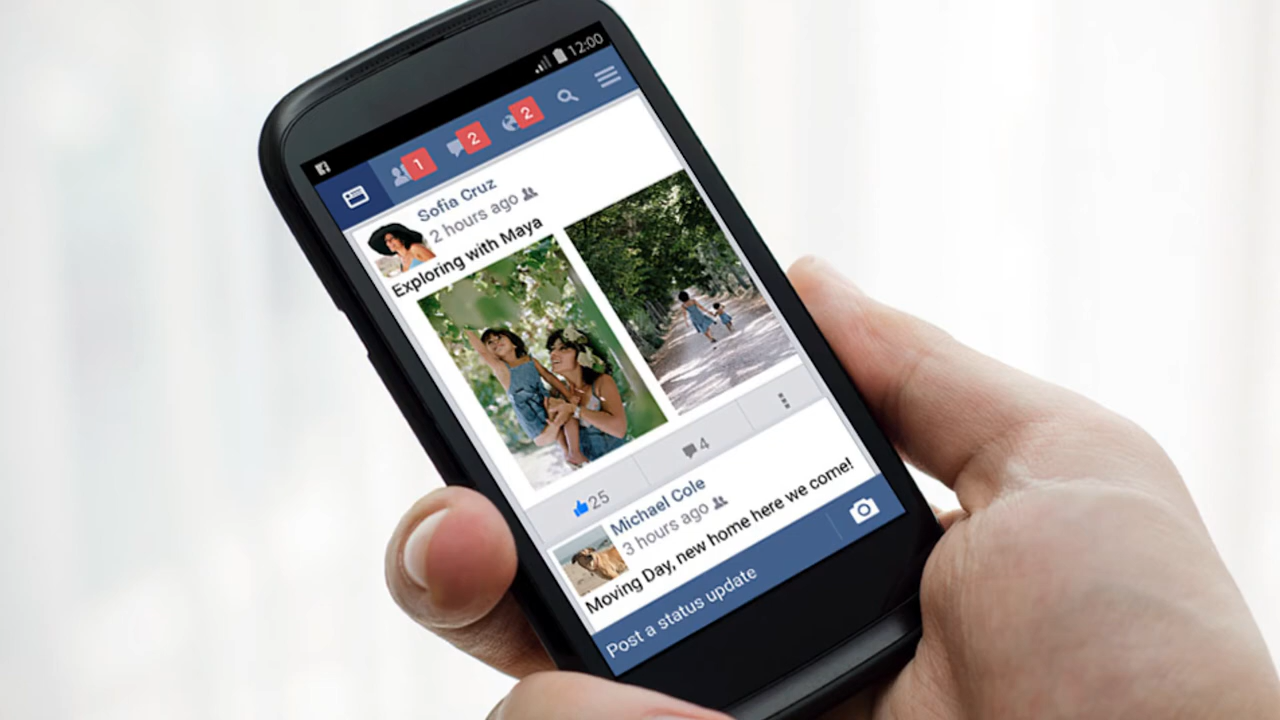 12:00
1
2
2
Sofia Cruz
2 hours ago
Exploring with Maya
25
4
Michael Cole
3 hours ago
Moving Day, new home here we come!
Post a status update